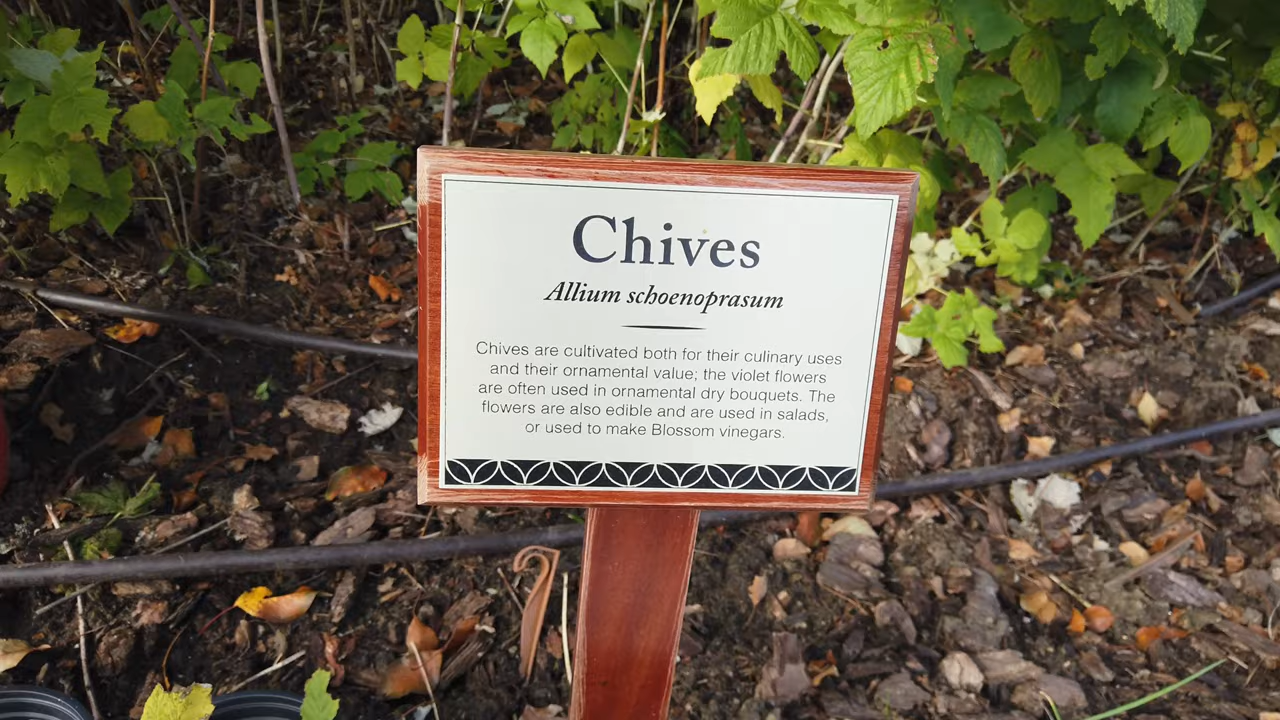 Chives
Allium schoenoprasum
Chives are cultivated both for their culinary uses
and their ornamental value; the violet flowers
are often used in ornamental dry bouquets. The
flowers are also edible and are used in salads,
or used to make Blossom vinegars.